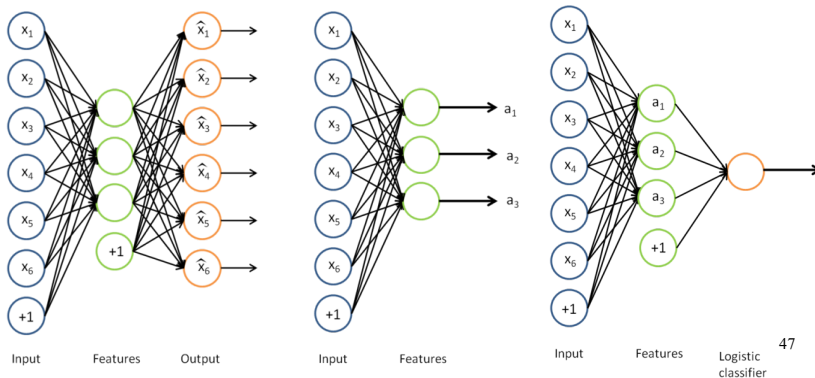 x1
x2
x3
x4
x5
x6
+1
+1
x̂1
x̂2
x̂3
x̂4
x̂5
x̂6
Input Features Output
x1
x2
x3
x4
x5
x6
+1
a1
a2
a3
Input Features
x1
x2
x3
x4
x5
x6
+1
a1
a2
a3
+1
Input Features Logistic
classifier
47